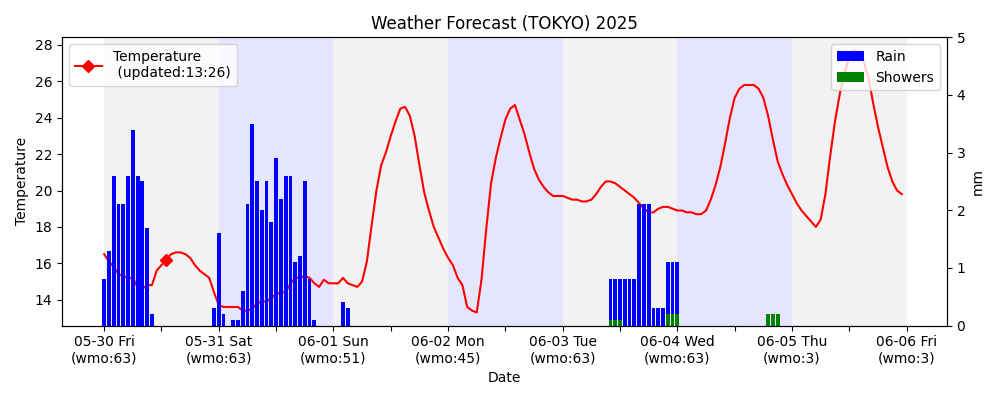 Weather Forecast (TOKYO) 2025
Temperature
(updated:13:26)
Rain
Showers
28
26
24
22
20
18
16
14
Temperature
5
4
3
2
1
0
mm
05-30 Fri
(wmo:63)
05-31 Sat
(wmo:63)
06-01 Sun
(wmo:51)
06-02 Mon
(wmo:45)
06-03 Tue
(wmo:63)
06-04 Wed
(wmo:63)
06-05 Thu
(wmo:3)
06-06 Fri
(wmo:3)
Date